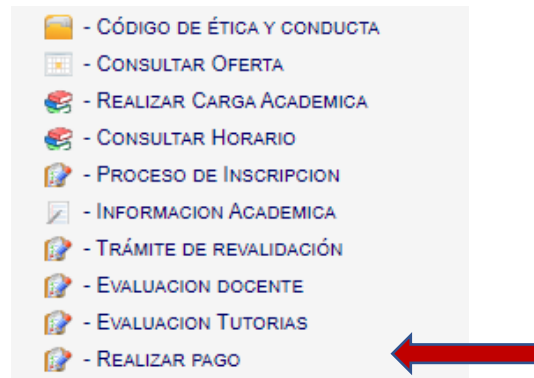 - Código de ética y conducta
- Consultar Oferta
- Realizar Carga Academica
- Consultar Horario
- Proceso de Inscripcion
- Informacion Academica
- Trámite de revalidación
- Evaluacion docente
- Evaluacion Tutorias
- Realizar pago